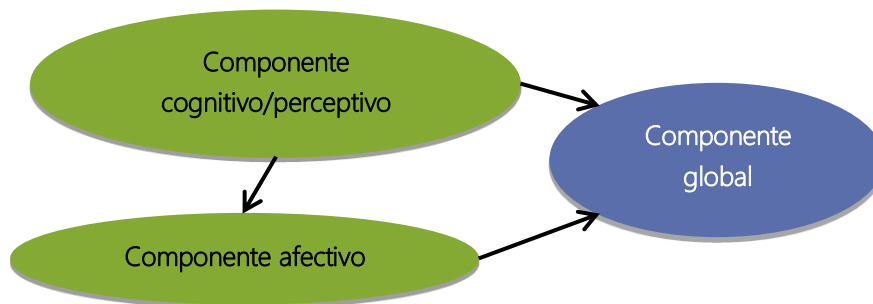 Componente
cognitivo/perceptivo
Componente
global
Componente afectivo